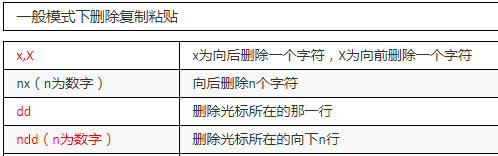 一般模式下删除复制粘贴
x,X x为向后删除一个字符，X为向前删除一个字符
nx（n为数字） 向后删除n个字符
dd 删除光标所在的那一行
ndd（n为数字） 删除光标所在的向下n行